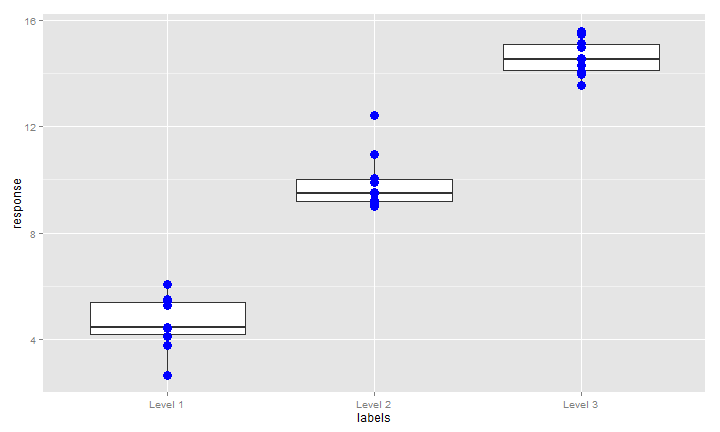 16
12
8
4
response
Level 1
Level 2
Level 3
labels